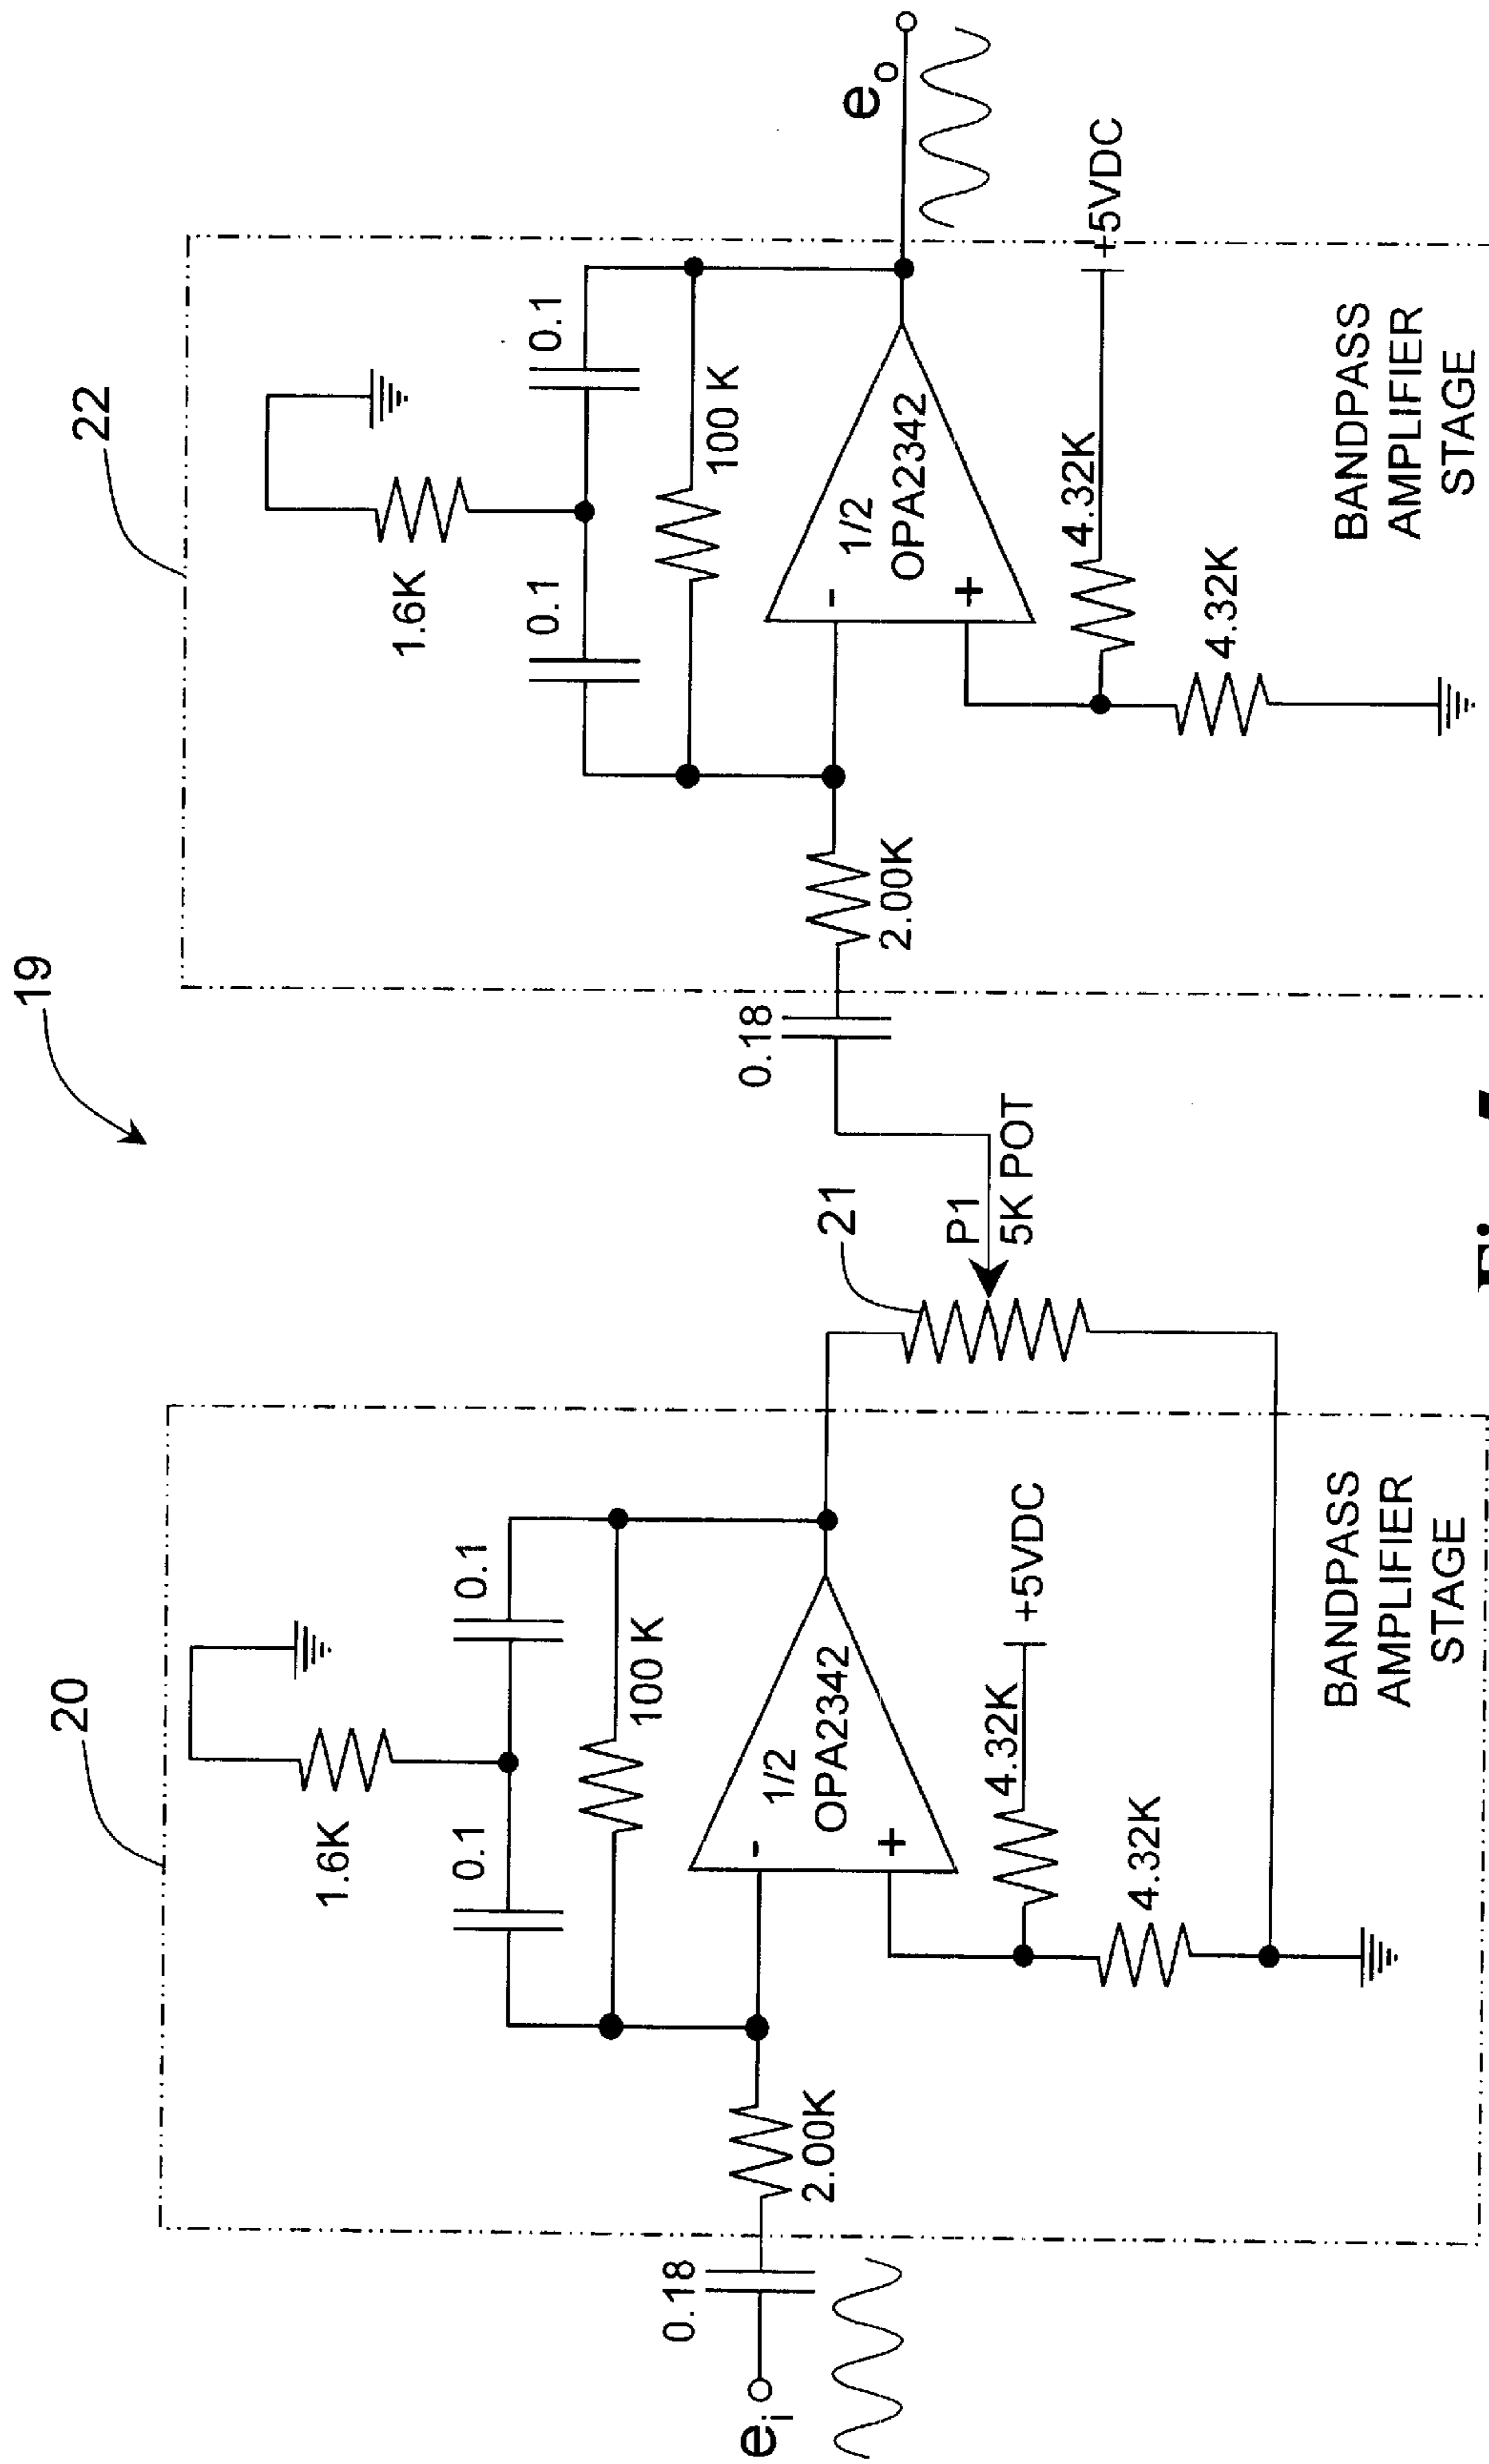 19
20
1.6K
0.1
0.1
100 K
1/2
OPA2342
-
+
ei
0.18
2.00K
4.32K
+5VDC
4.32K
BANDPASS
AMPLIFIER
STAGE
21
P1
5K POT
0.18
22
1.6K
0.1
0.1
100 K
1/2
OPA2342
-
+
2.00K
4.32K
+5VDC
4.32K
BANDPASS
AMPLIFIER
STAGE
eo